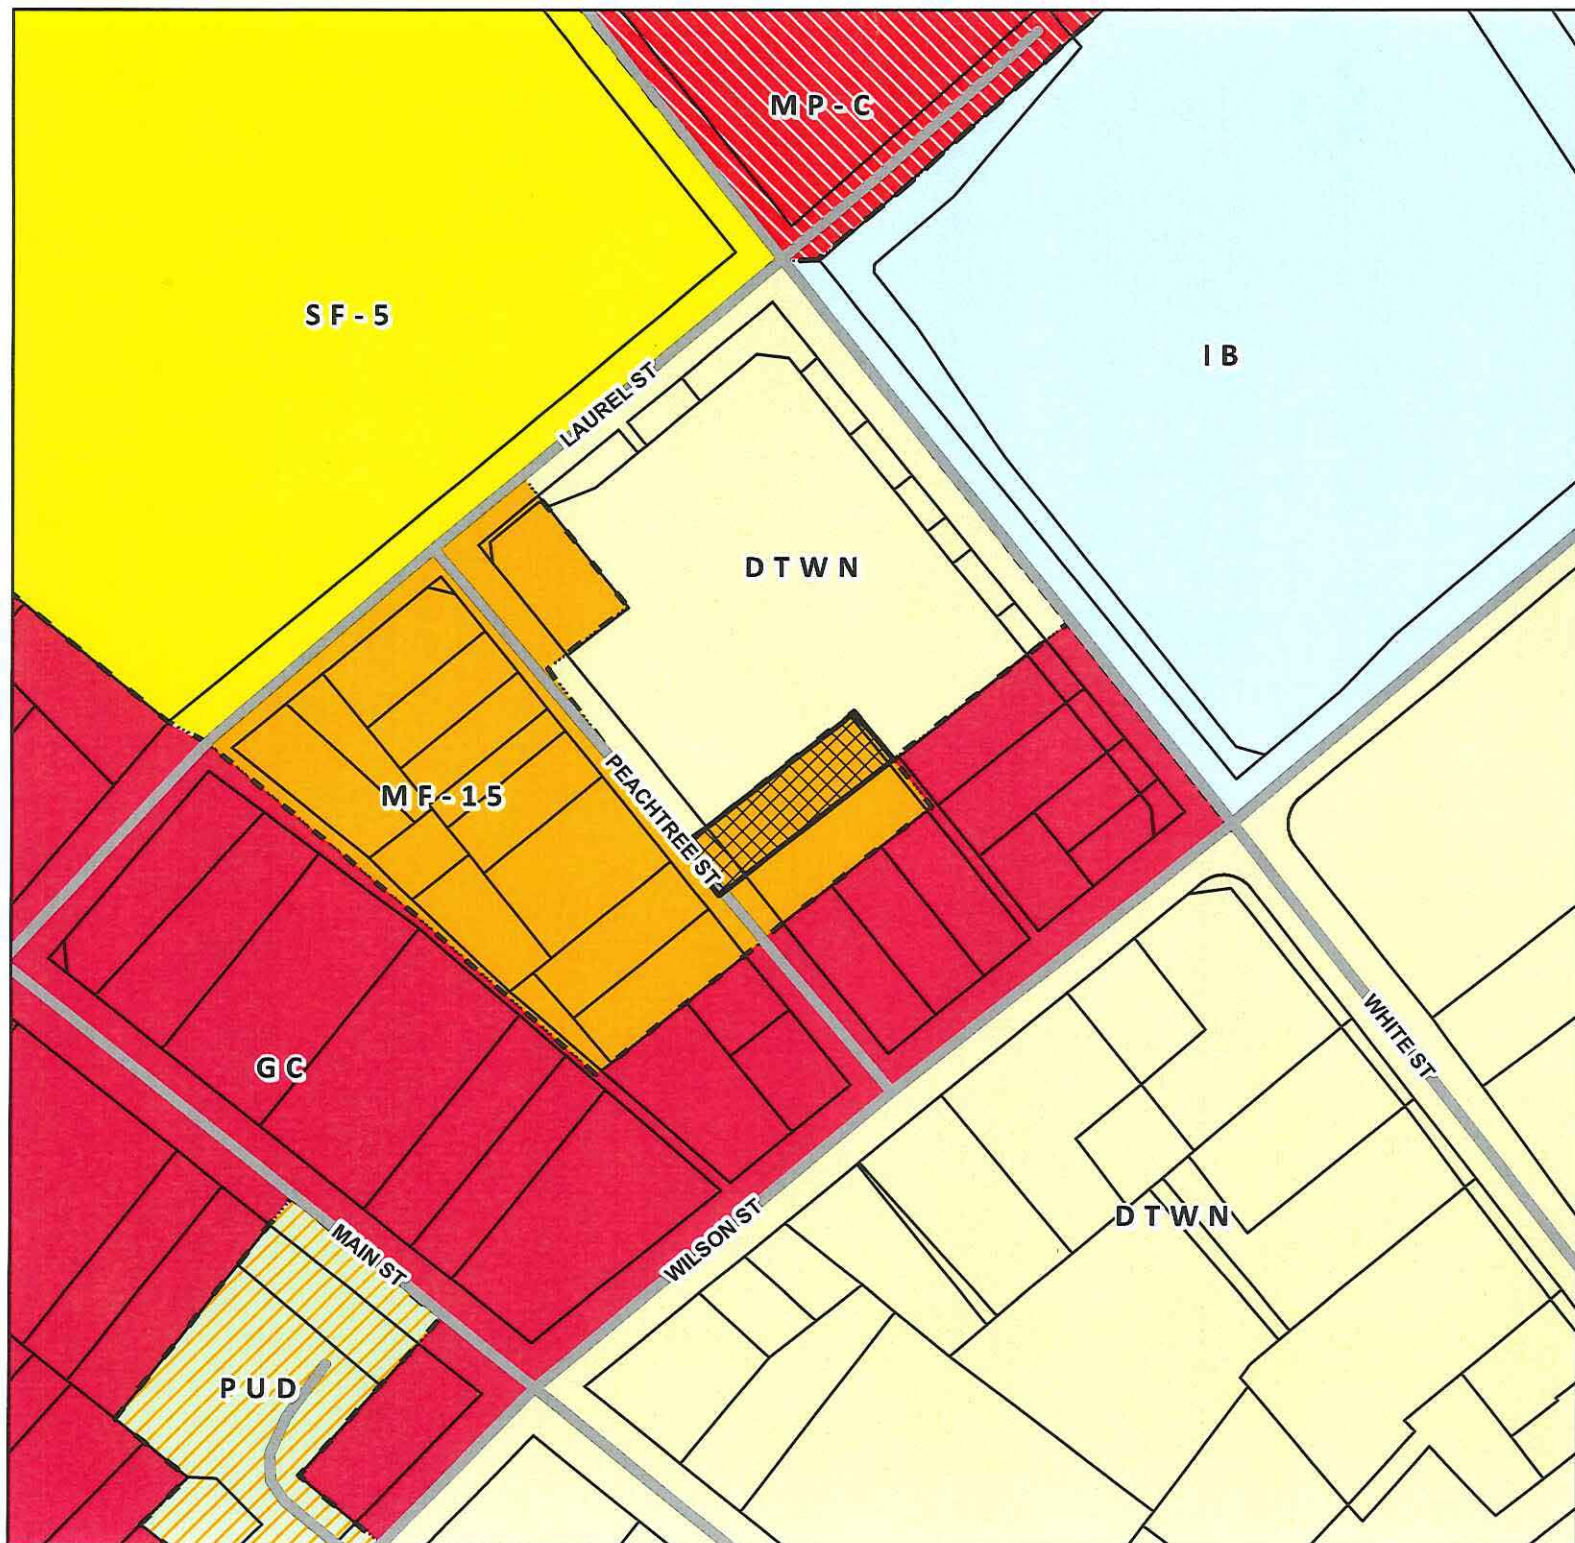 MP-C
SF-5
IB
LAUREL ST
DTWN
MF-15
PEACHTREE ST
WHITE ST
GC
DTWN
WILSON ST
MAIN ST
PUD